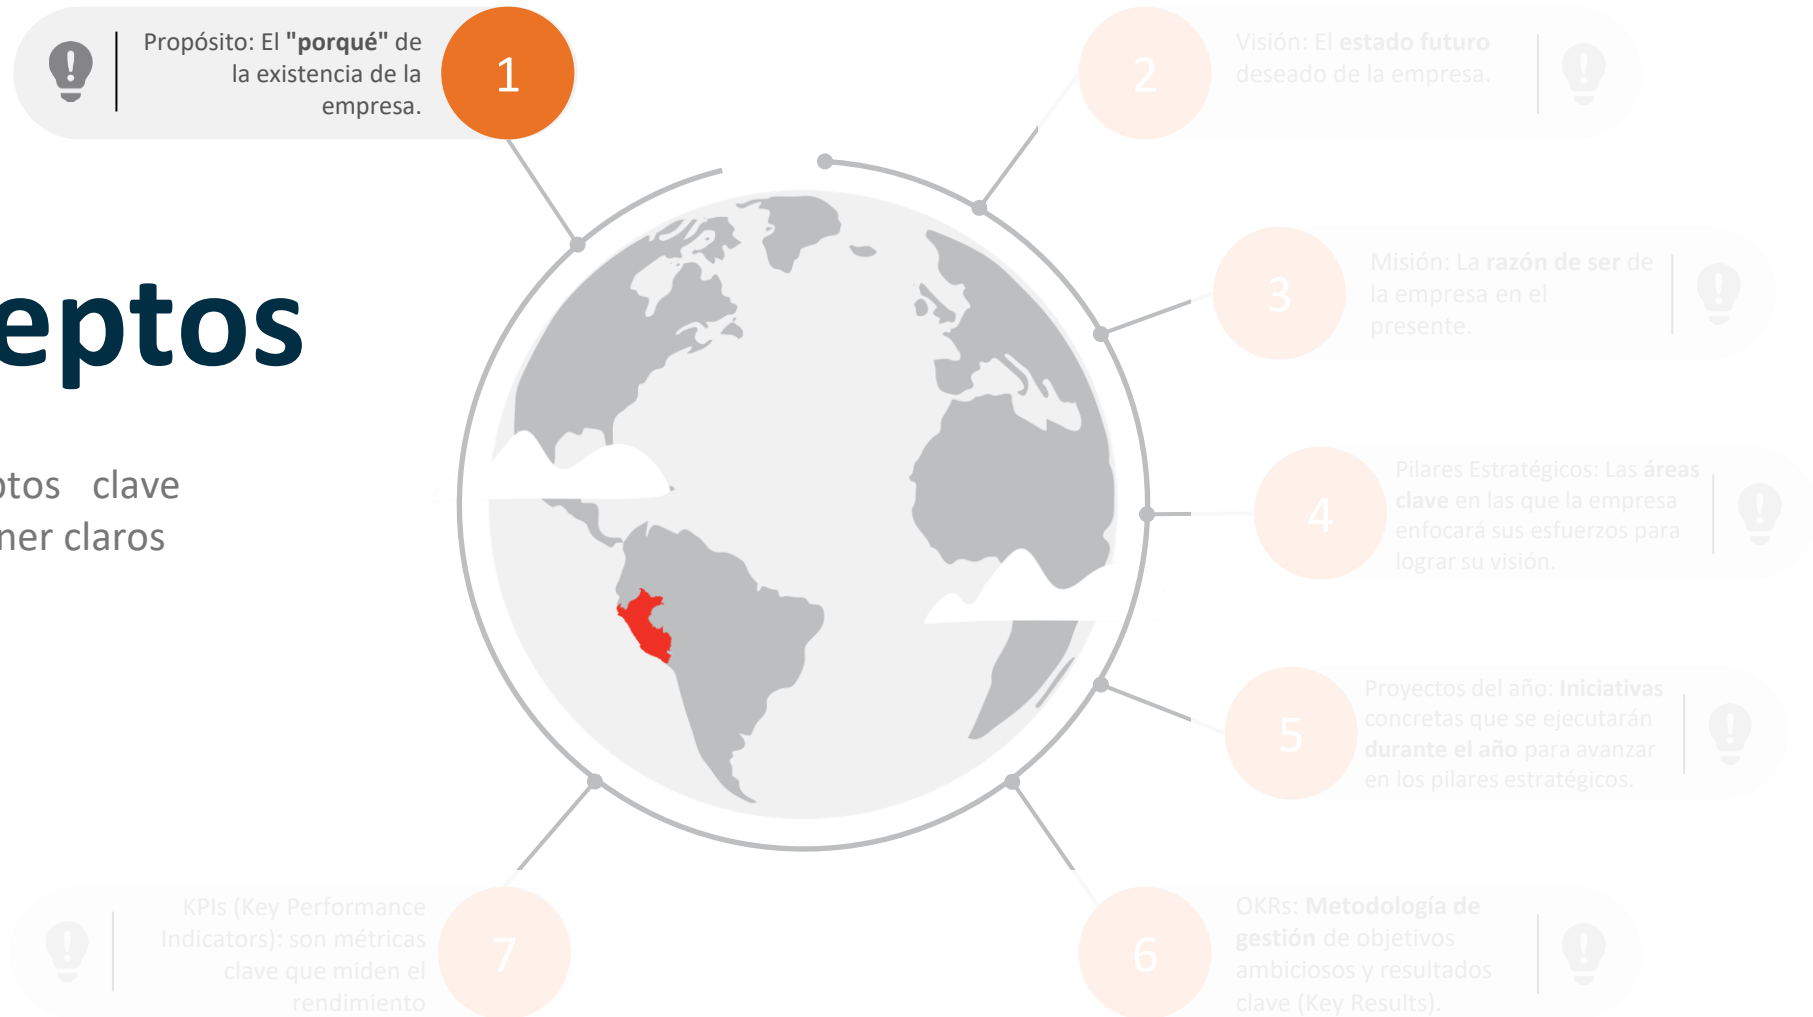 Propósito: El "porqué" de
la existencia de la
empresa.
1
2
Visión: El estado futuro
deseado de la empresa.
3
Misión: La razón de ser de
la empresa en el
presente.
eptos
ptos clave
ner claros
4
Pilares Estratégicos: Las áreas
clave en las que la empresa
enfocará sus esfuerzos para
lograr su visión.
5
Proyectos del año: Iniciativas
concretas que se ejecutarán
durante el año para avanzar
en los pilares estratégicos.
6
OKRs: Metodología de
gestión de objetivos
ambiciosos y resultados
clave (Key Results).
7
KPIs (Key Performance
Indicators): son métricas
clave que miden el
rendimiento